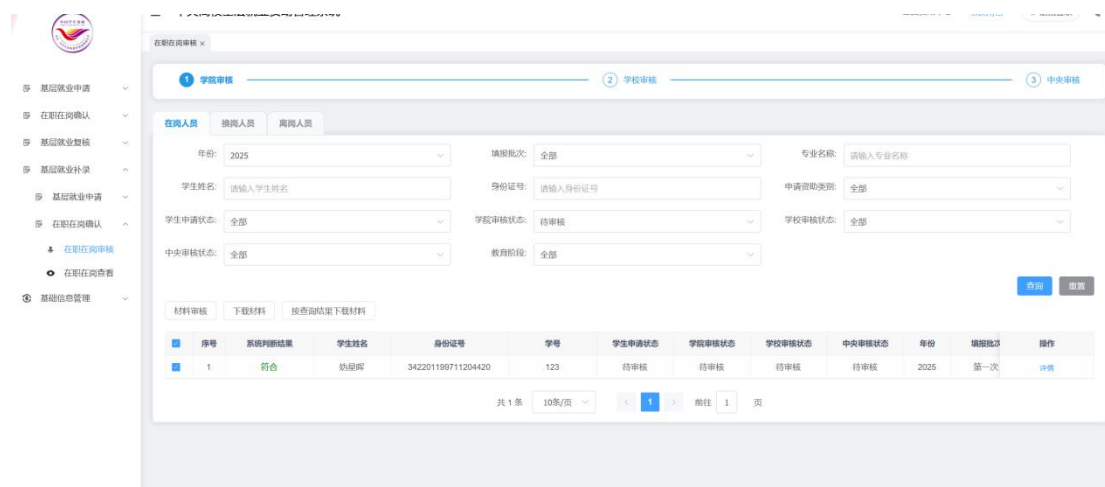 在职在岗审核 ×
1 学院审核
2 学校审核
3 中央审核
基层就业申请
在职在岗确认
基层就业复核
基层就业补录
基层就业申请
在职在岗确认
在职在岗审核
在职在岗查看
基础信息管理
在岗人员 换岗人员 离岗人员
年份: 2025 填报批次: 全部 专业名称: 请输入专业名称
学生姓名: 请输入学生姓名 身份证号: 请输入身份证号 申请资助类别: 全部
学生申请状态: 全部 学院审核状态: 待审核 学校审核状态: 全部
中央审核状态: 全部 教育阶段: 全部
查询 重置
材料审核 下载材料 按查询结果下载材料
序号 系统判断结果 学生姓名 身份证号 学号 学生申请状态 学院审核状态 学校审核状态 中央审核状态 年份 填报批次 操作
1 符合 妫星晖 342201199711204420 123 待审核 待审核 待审核 待审核 2025 第一次 详情
共 1 条 10条/页 < 1 > 前往 1 页